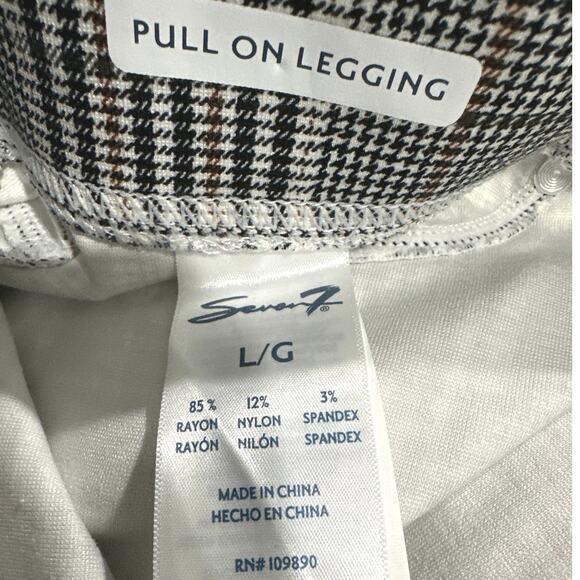 PULL ON LEGGING
Seven7®
L/G
85% 12% 3%
RAYON NYLON SPANDEX
RAYÓN NILÓN SPANDEX
MADE IN CHINA
HECHO EN CHINA
RN# 109890